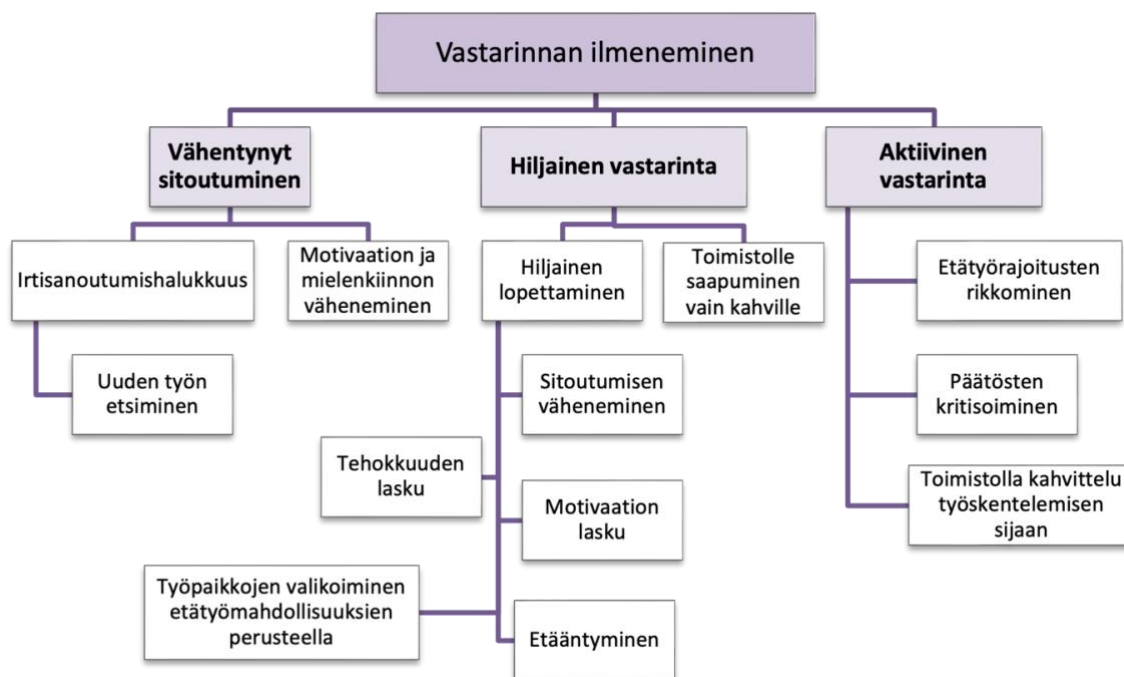 Vastarinnan ilmeneminen
Vähentynyt
sitoutuminen
Hiljainen vastarinta
Aktiivinen
vastarinta
Irtisanoutumishalukkuus
Motivaation ja
mielenkiinnon
väheneminen
Hiljainen
lopettaminen
Toimistolle
saapuminen
vain kahville
Etätyörajoitusten
rikkominen
Uuden työn
etsiminen
Sitoutumisen
väheneminen
Päätösten
kritisoiminen
Tehokkuuden
lasku
Motivaation
lasku
Toimistolla kahvittelu
työskentelemisen
sijaan
Työpaikkojen valikoiminen
etätyömahdollisuuksien
perusteella
Etääntyminen